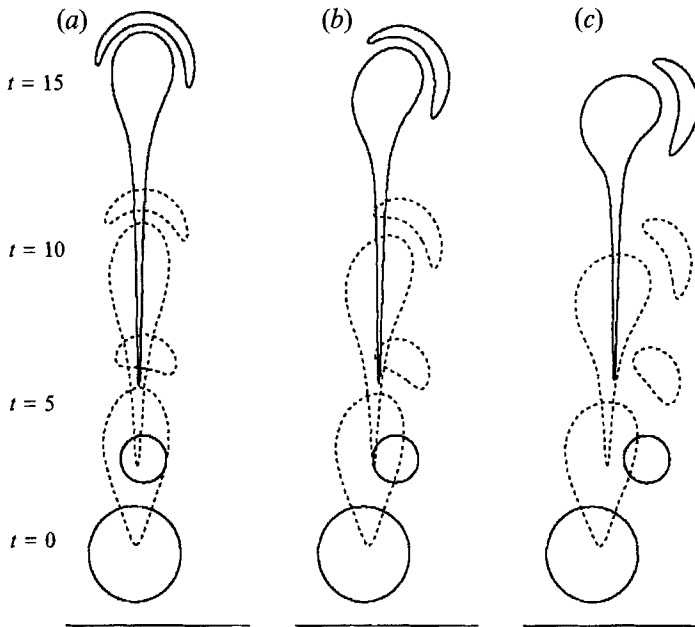 (a) (b) (c)
t = 15
t = 10
t = 5
t = 0